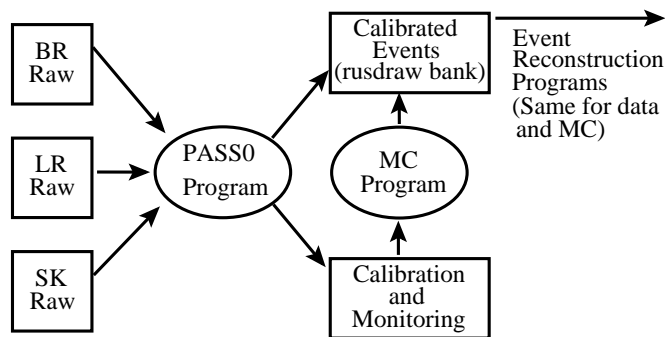 BR
Raw
LR
Raw
SK
Raw
PASS0
Program
Calibrated
Events
(rusdraw bank)
MC
Program
Calibration
and
Monitoring
Event
Reconstruction
Programs
(Same for data
and MC)